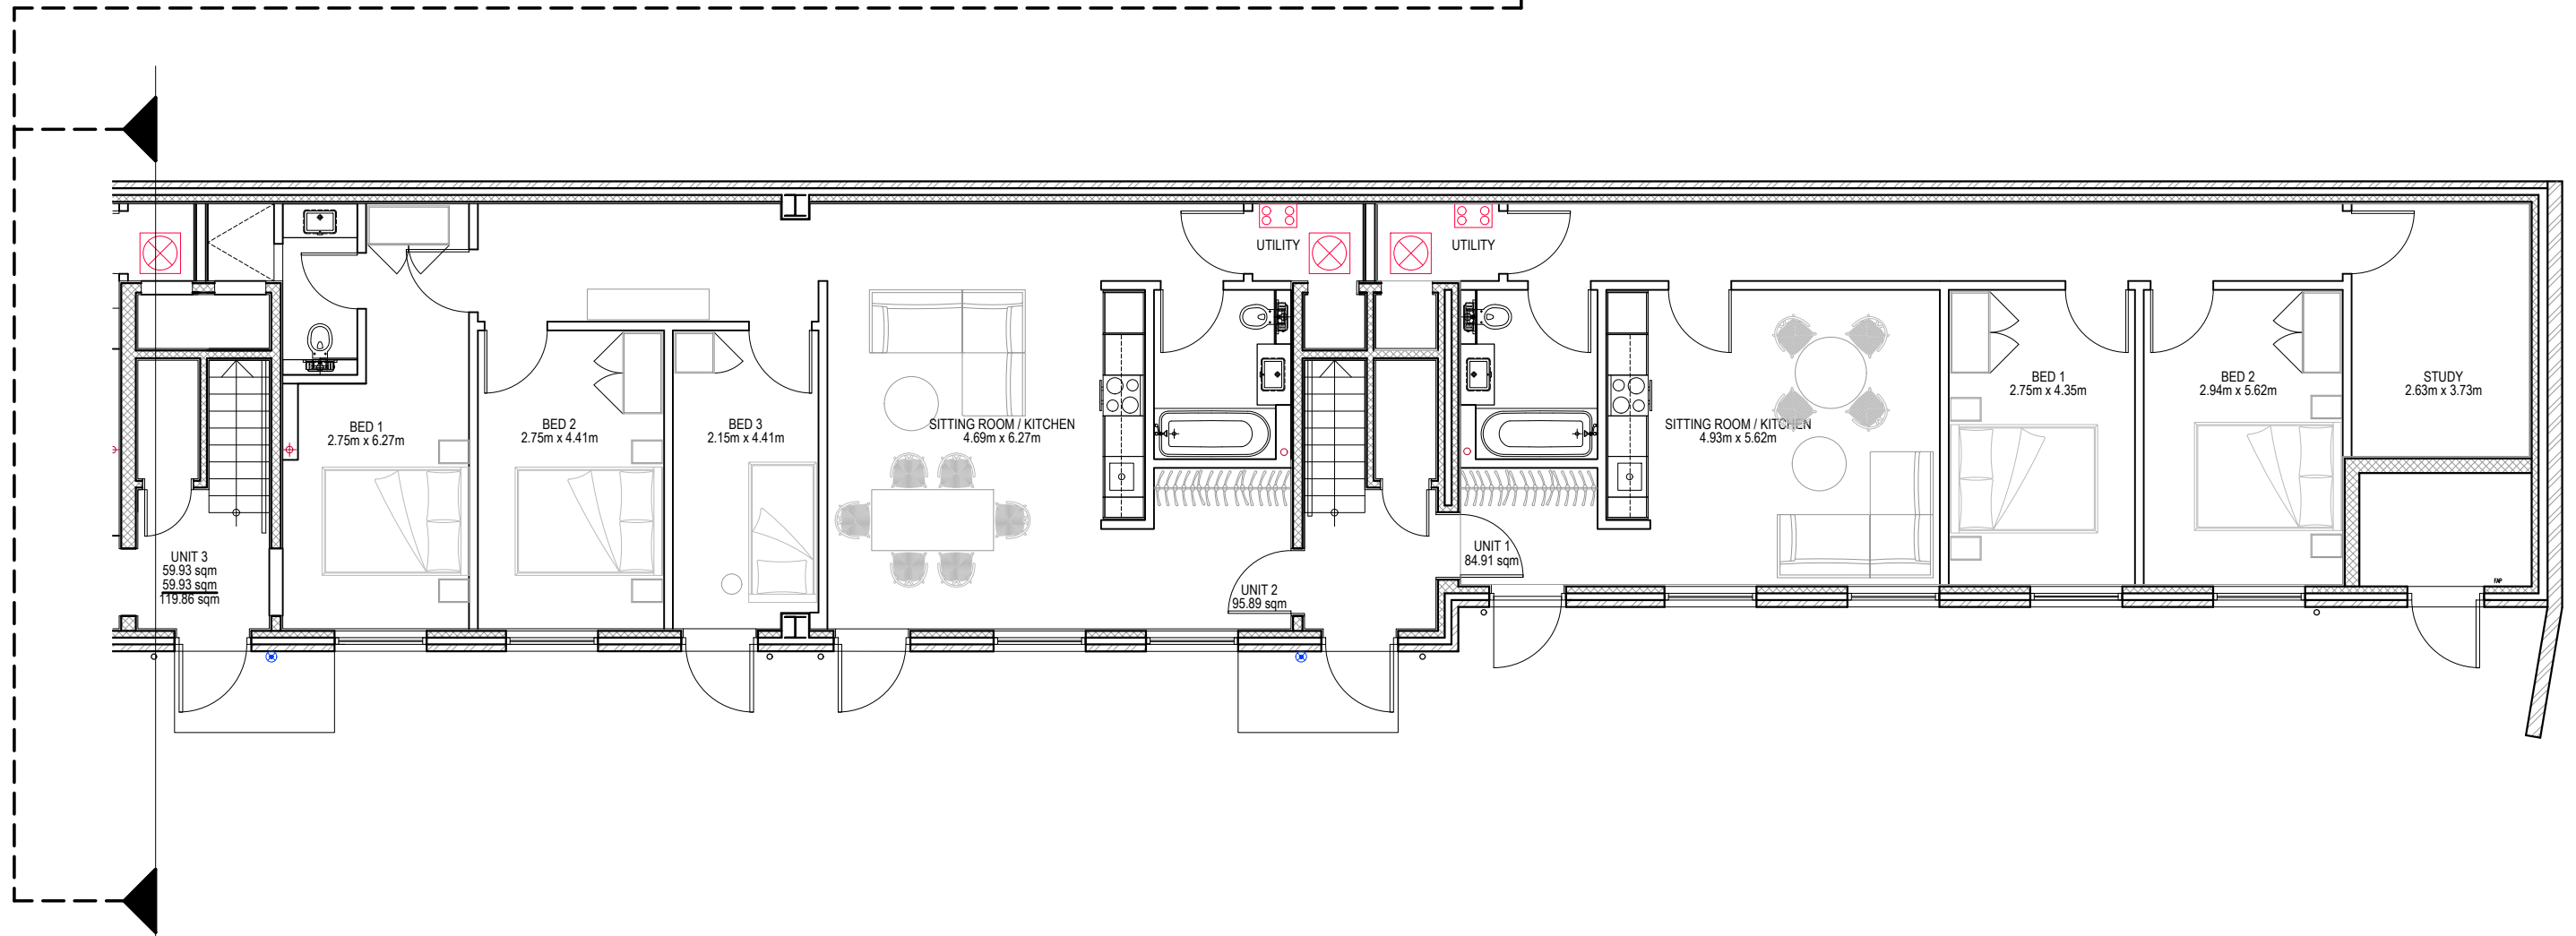 UTILITY
UTILITY
BED 1
2.75m x 4.35m
BED 2
2.94m x 5.62m
STUDY
2.63m x 3.73m
BED 1
2.75m x 6.27m
BED 2
2.75m x 4.41m
BED 3
2.15m x 4.41m
SITTING ROOM / KITCHEN
4.69m x 6.27m
SITTING ROOM / KITCHEN
4.93m x 5.62m
UNIT 3
59.93 sqm
59.93 sqm
119.86 sqm
UNIT 2
95.89 sqm
UNIT 1
84.91 sqm